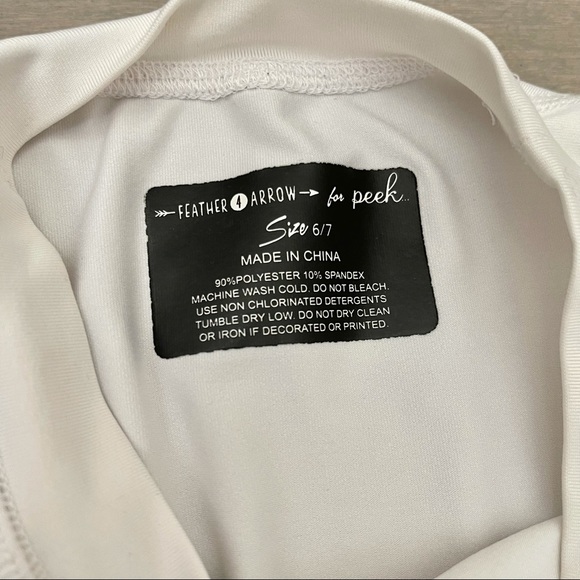 FEATHER 4 ARROW for peek...
Size 6/7
MADE IN CHINA
90%POLYESTER 10% SPANDEX
MACHINE WASH COLD. DO NOT BLEACH.
USE NON CHLORINATED DETERGENTS
TUMBLE DRY LOW. DO NOT DRY CLEAN
OR IRON IF DECORATED OR PRINTED.